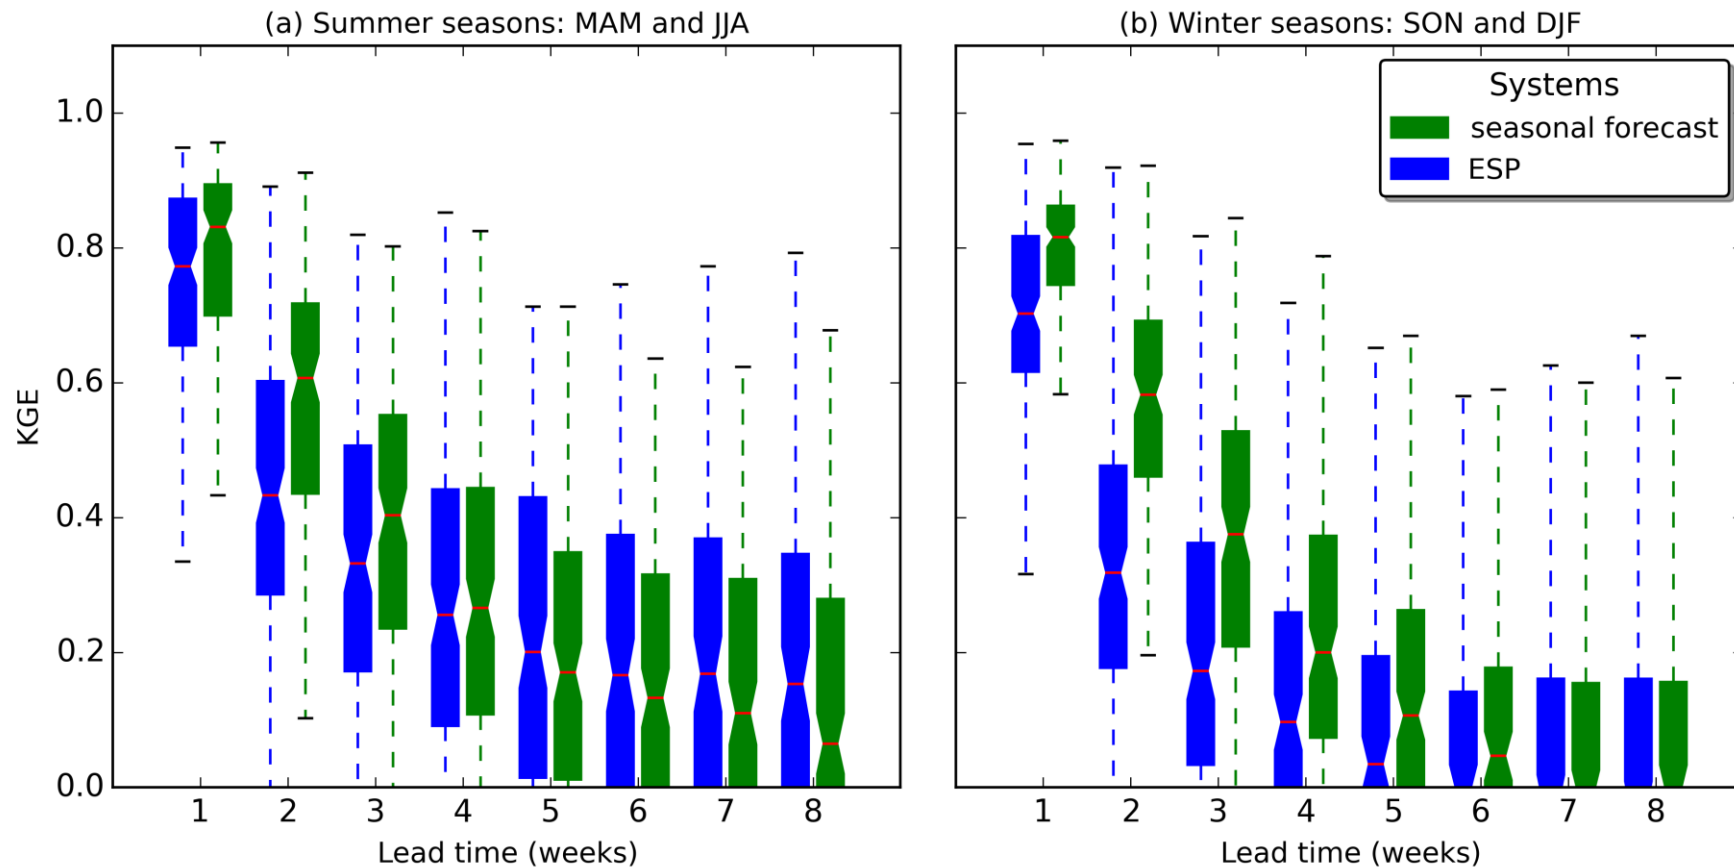 (a) Summer seasons: MAM and JJA
KGE
1.0
0.8
0.6
0.4
0.2
0.0
1 2 3 4 5 6 7 8
Lead time (weeks)
(b) Winter seasons: SON and DJF
Systems
seasonal forecast
ESP
1 2 3 4 5 6 7 8
Lead time (weeks)